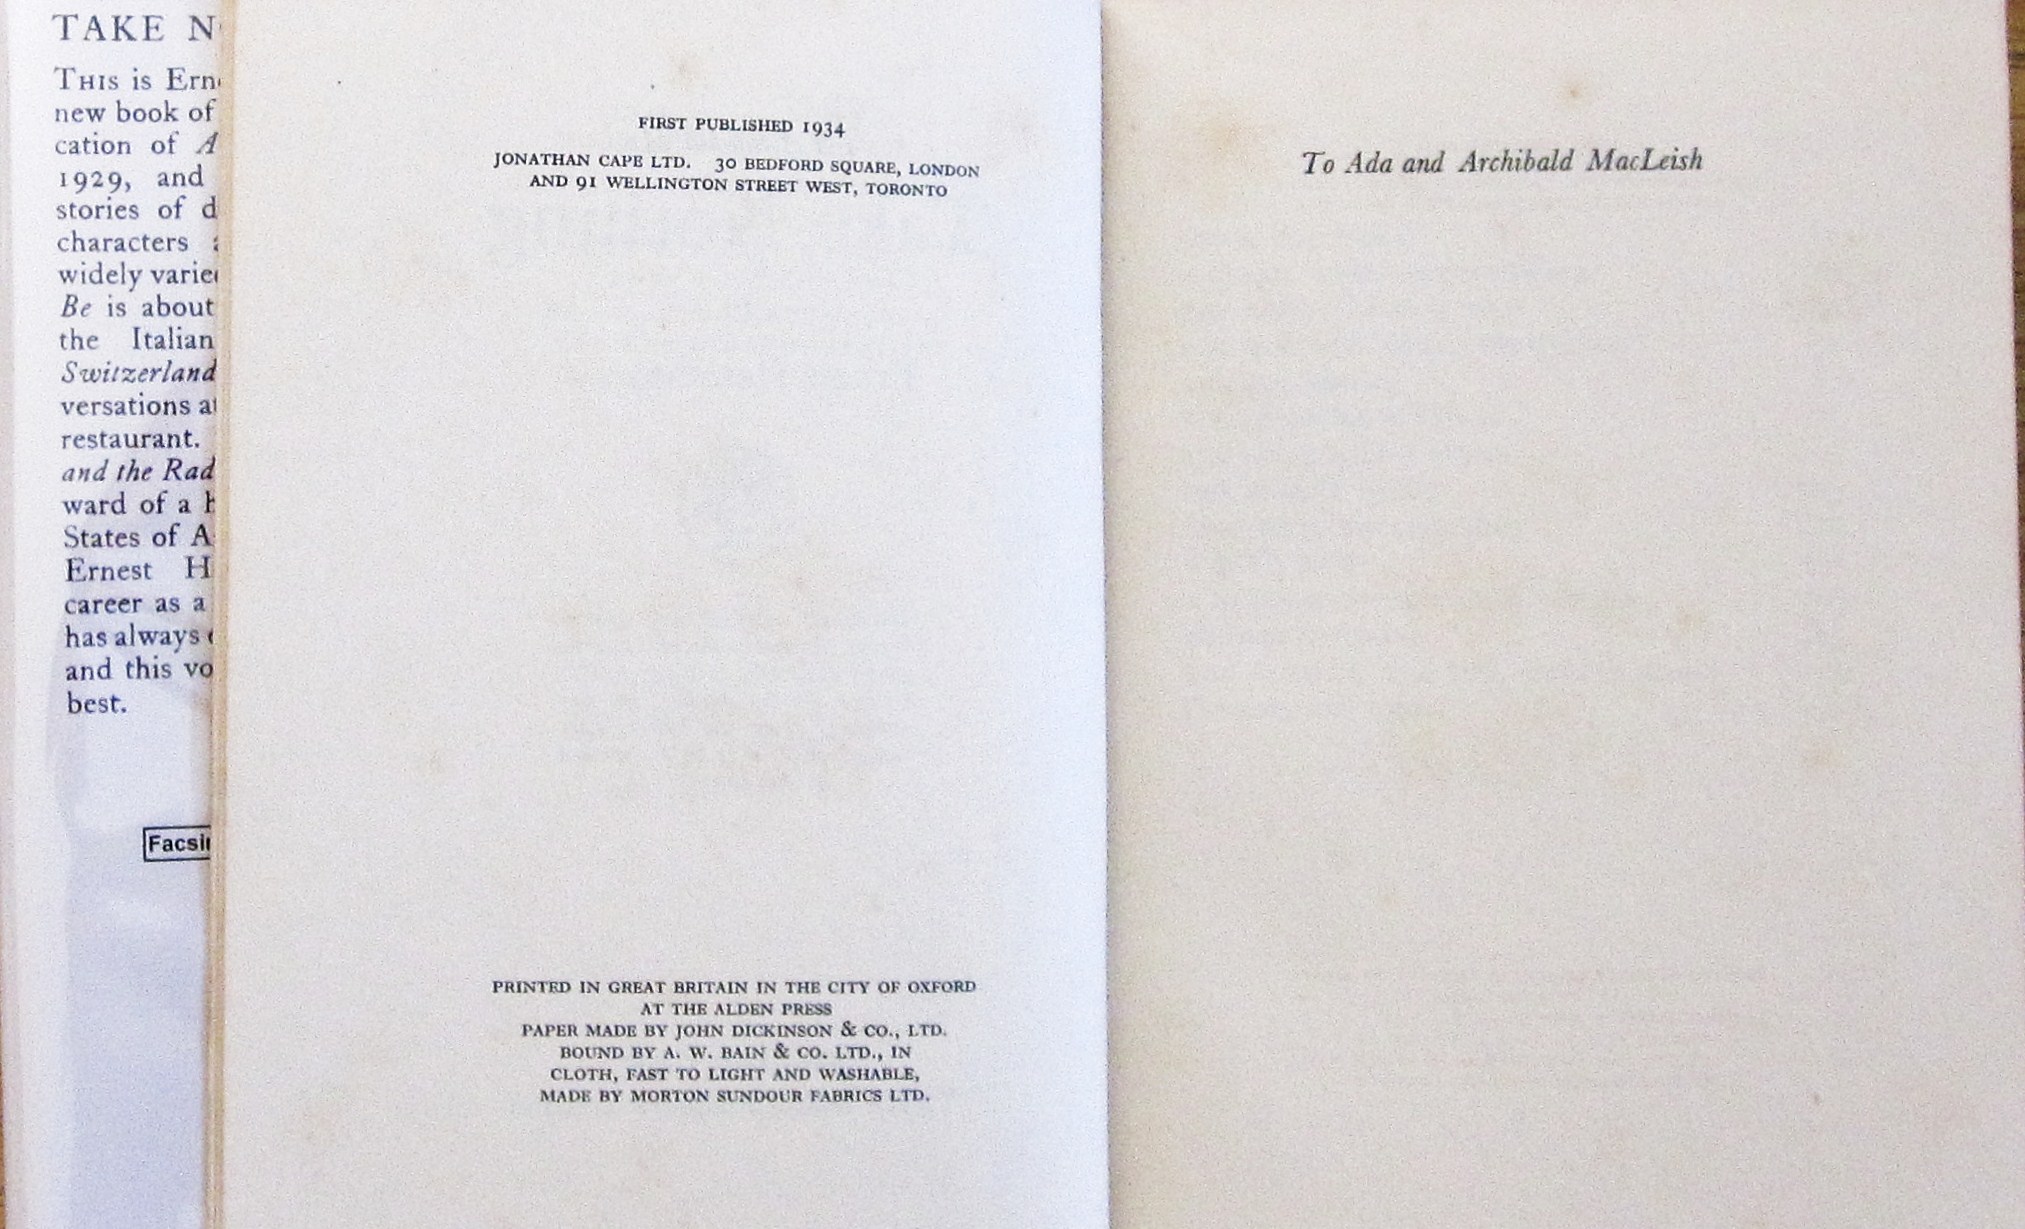 TAKE N
THIS is Ern
new book of
cation of A
1929, and
stories of d
characters
widely varie
Be is about
the Italian
Switzerland
versations a
restaurant.
and the Rad
ward of a h
States of A
Ernest H
career as a
has always
and this vo
best.
Facsi
FIRST PUBLISHED 1934
JONATHAN CAPE LTD. 30 BEDFORD SQUARE, LONDON
AND 91 WELLINGTON STREET WEST, TORONTO
PRINTED IN GREAT BRITAIN IN THE CITY OF OXFORD
AT THE ALDEN PRESS
PAPER MADE BY JOHN DICKINSON & CO., LTD.
BOUND BY A. W. BAIN & CO. LTD., IN
CLOTH, FAST TO LIGHT AND WASHABLE,
MADE BY MORTON SUNDOUR FABRICS LTD.
To Ada and Archibald MacLeish